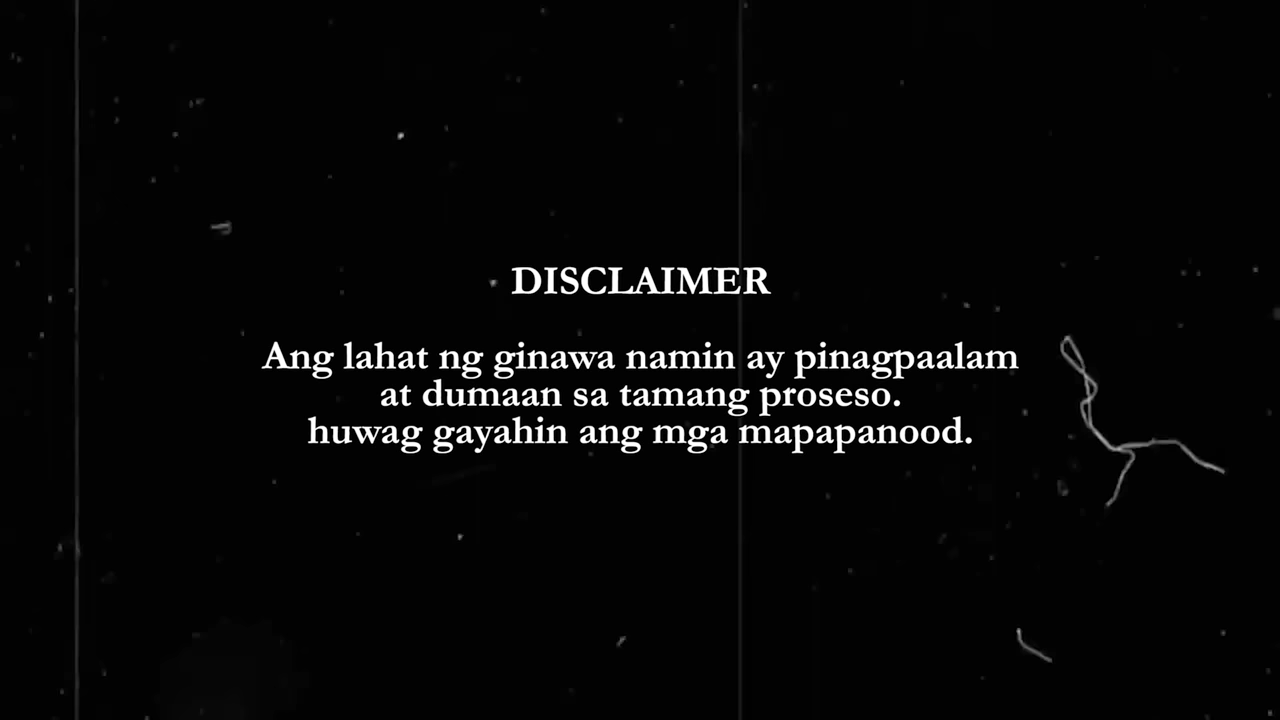 DISCLAIMER
Ang lahat ng ginawa namin ay pinagpaalam
at dumaan sa tamang proseso.
huwag gayahin ang mga mapapanood.